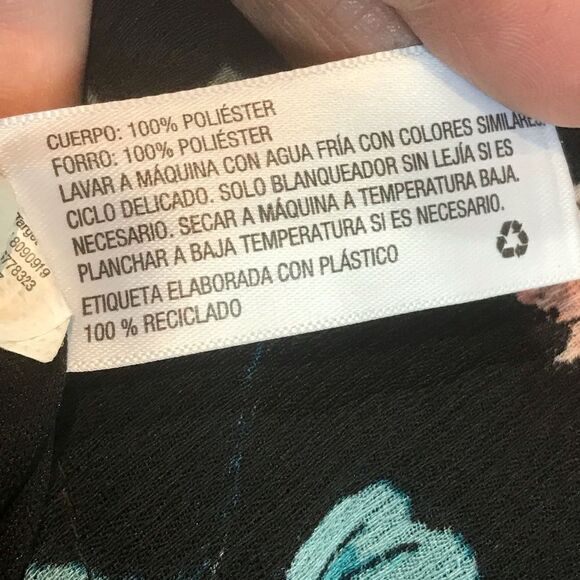 CUERPO: 100% POLIÉSTER
FORRO: 100% POLIÉSTER
LAVAR A MÁQUINA CON AGUA FRÍA CON COLORES SIMILARES.
CICLO DELICADO. SOLO BLANQUEADOR SIN LEJÍA SI ES
NECESARIO. SECAR A MÁQUINA A TEMPERATURA BAJA.
PLANCHAR A BAJA TEMPERATURA SI ES NECESARIO.
ETIQUETA ELABORADA CON PLÁSTICO
100 % RECICLADO
8090919